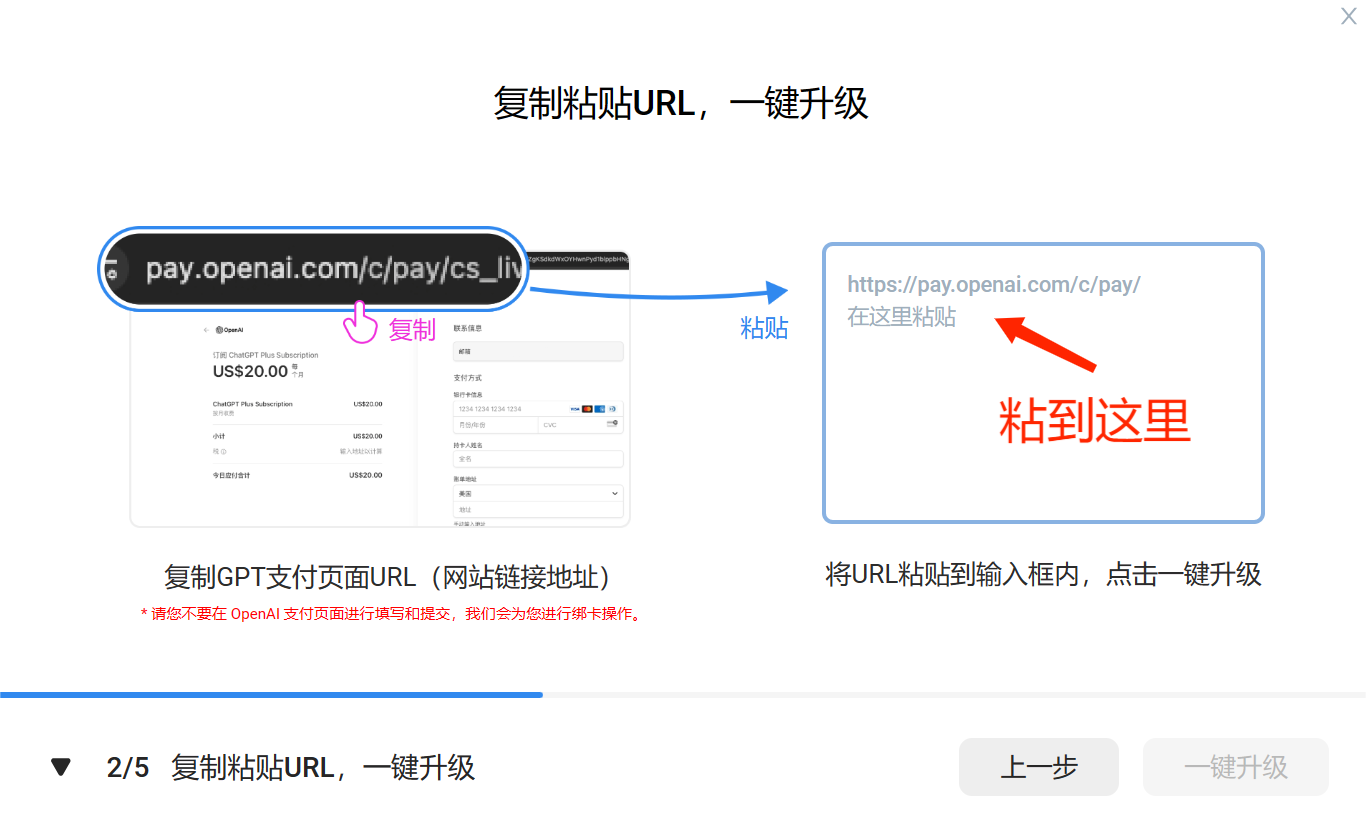 X
复制粘贴URL，一键升级
pay.openai.com/c/pay/cs_liv
复制
OpenAI
订阅 ChatGPT Plus Subscription
US$20.00 每个月
ChatGPT Plus Subscription US$20.00
按月收费
小计 US$20.00
税 输入地址以计算
今日应付合计 US$20.00
联系信息
邮箱
支付方式
银行卡信息
1234 1234 1234 1234 VISA
月份/年份 CVC
持卡人姓名
全名
账单地址
美国
地址
粘贴
https://pay.openai.com/c/pay/
在这里粘贴
粘到这里
复制GPT支付页面URL（网站链接地址）
* 请您不要在 OpenAI 支付页面进行填写和提交，我们会为您进行绑卡操作。
将URL粘贴到输入框内，点击一键升级
2/5 复制粘贴URL，一键升级
上一步
一键升级